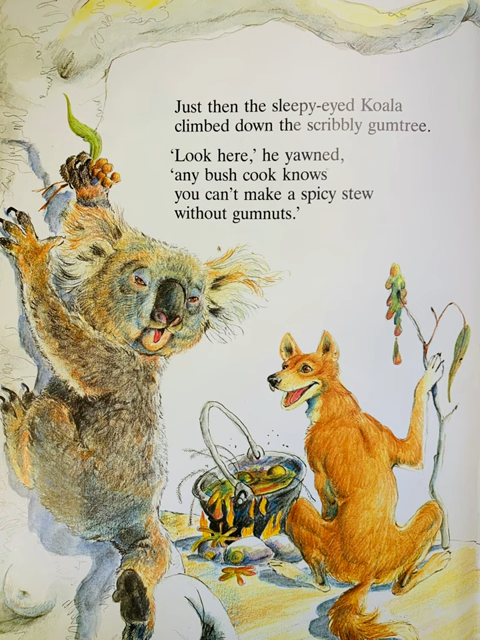 Just then the sleepy-eyed Koala
climbed down the scribbly gumtree.
‘Look here,’ he yawned,
‘any bush cook knows
you can’t make a spicy stew
without gumnuts.’